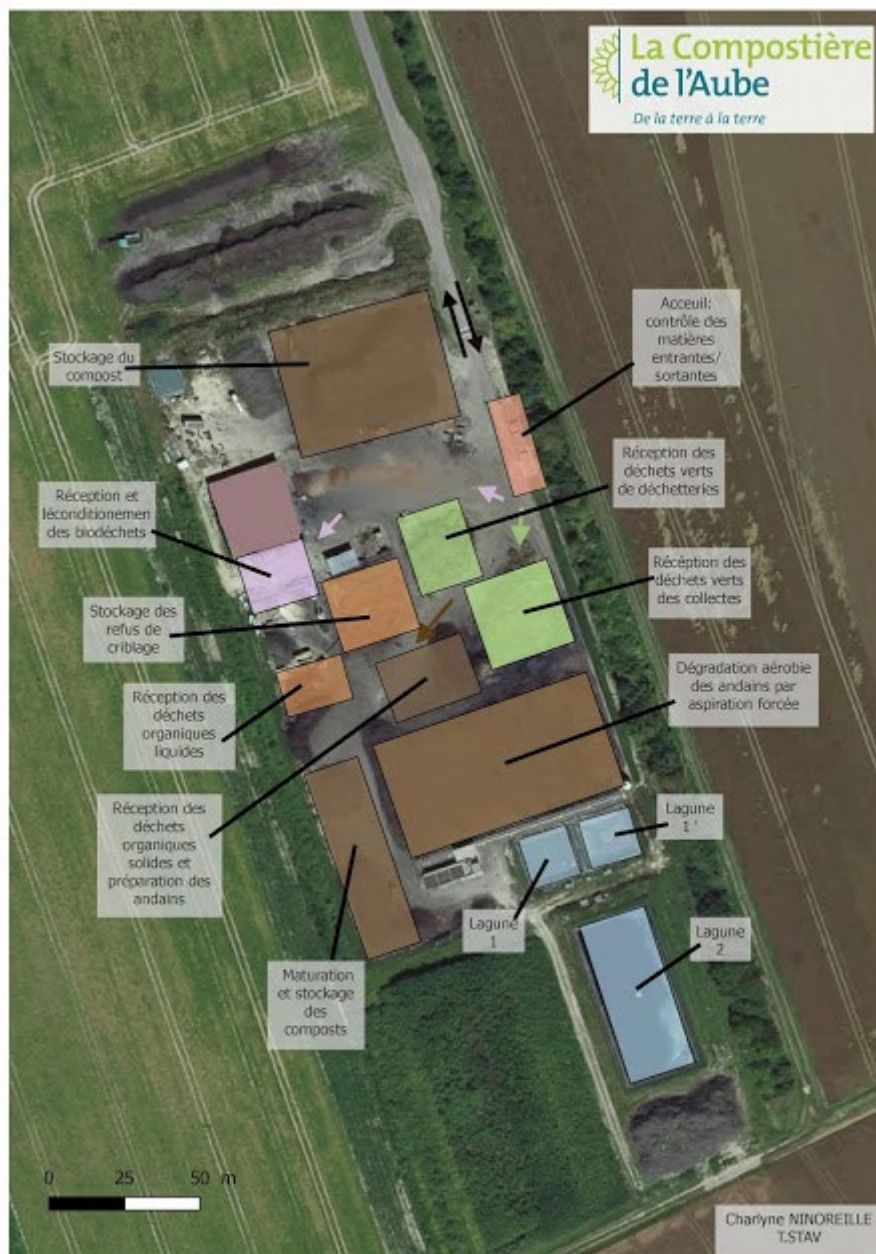 La Compostière
de l'Aube
De la terre à la terre
Acceuil:
contrôle des
matières
entrantes/
sortantes
Stockage du
compost
Réception des
déchets verts
de déchetteries
Réception et
léconditionemen
des biodéchets
Récéption des
déchets verts
des collectes
Stockage des
refus de
criblage
Dégradation aérobie
des andains par
aspiration forcée
Réception des
déchets
organiques
liquides
Réception des
déchets
organiques
solides et
préparation des
andains
Lagune
1 '
Lagune
1
Lagune
2
Maturation
et stockage
des
composts
0 25 50 m
Charlyne NINOREILLE
T.STAV